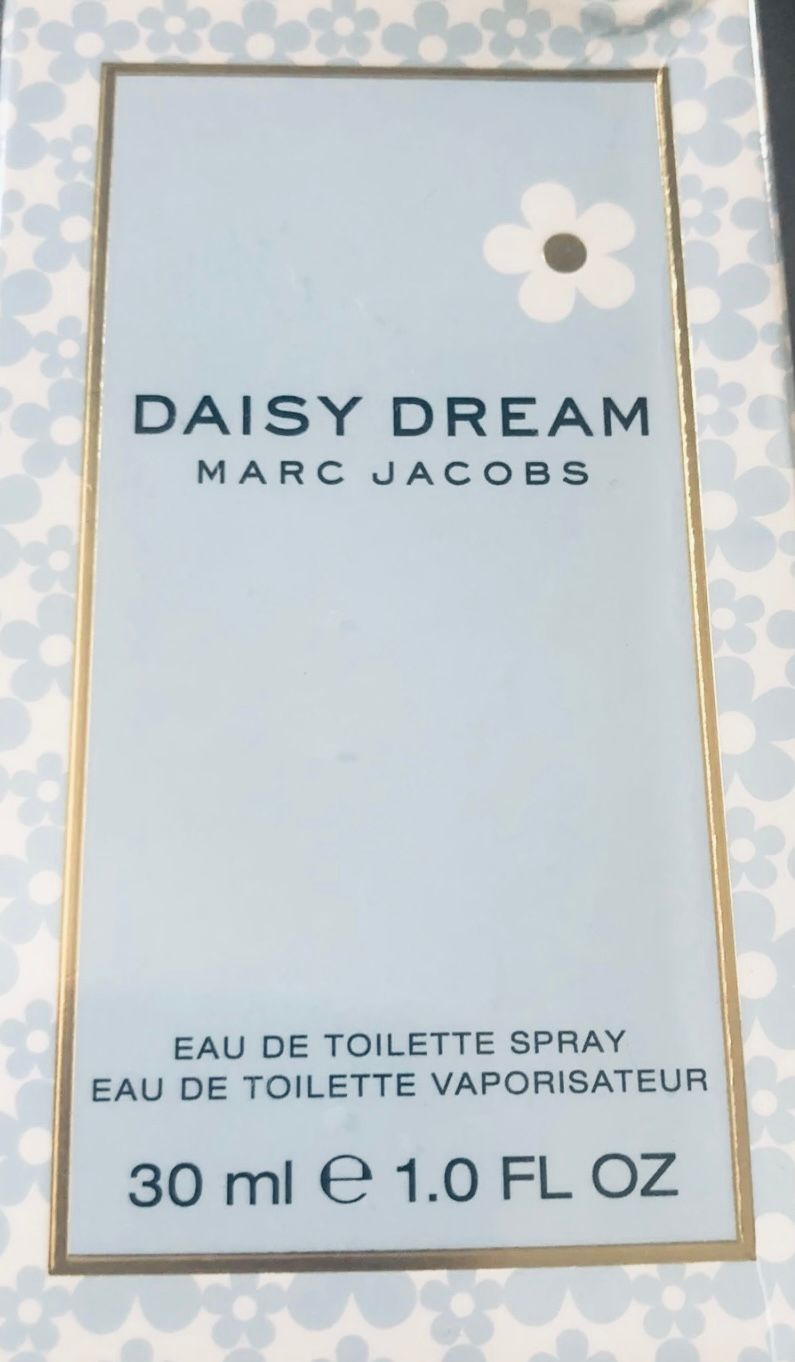 DAISY DREAM
MARC JACOBS
EAU DE TOILETTE SPRAY
EAU DE TOILETTE VAPORISATEUR
30 ml ℮ 1.0 FL OZ